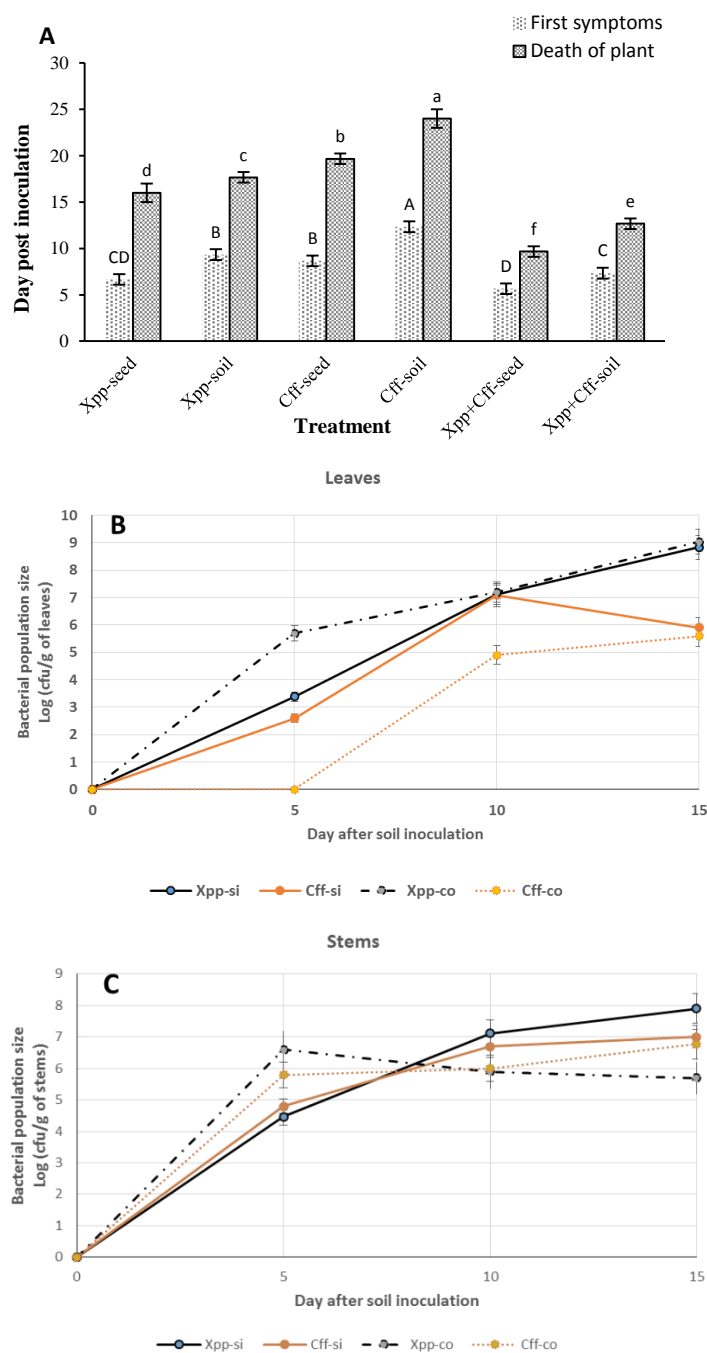 First symptoms
Death of plant
A
30
25
20
15
10
5
0
Day post inoculation
d
c
b
a
f
e
CD
B
B
A
D
C
Xpp-seed
Xpp-soil
Cff-seed
Cff-soil
Xpp+Cff-seed
Xpp+Cff-soil
Treatment
Leaves
B
10
9
8
7
6
5
4
3
2
1
0
Bacterial population size
Log (cfu/g of leaves)
0 5 10 15
Day after soil inoculation
Xpp-si Cff-si Xpp-co Cff-co
Stems
C
9
8
7
6
5
4
3
2
1
0
Bacterial population size
Log (cfu/g of stems)
0 5 10 15
Day after soil inoculation
Xpp-si Cff-si Xpp-co Cff-co